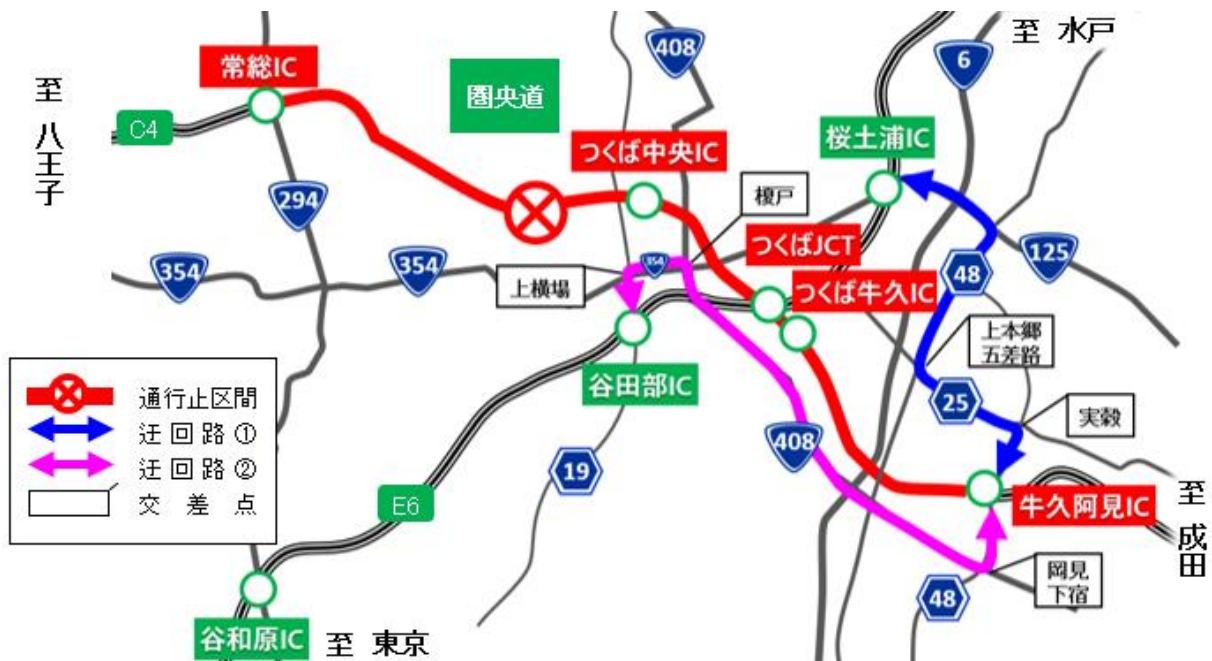 至 水戸
408
6
常総IC
至 八王子
C4
圏央道
つくば中央IC
桜土浦IC
榎戸
294
つくばJCT
354
354
354
上横場
つくば牛久IC
48
125
上本郷
五差路
谷田部IC
通行止区間
迂回路①
迂回路②
交差点
25
実穀
408
19
E6
牛久阿見IC
至 成田
岡見
下宿
48
谷和原IC
至 東京